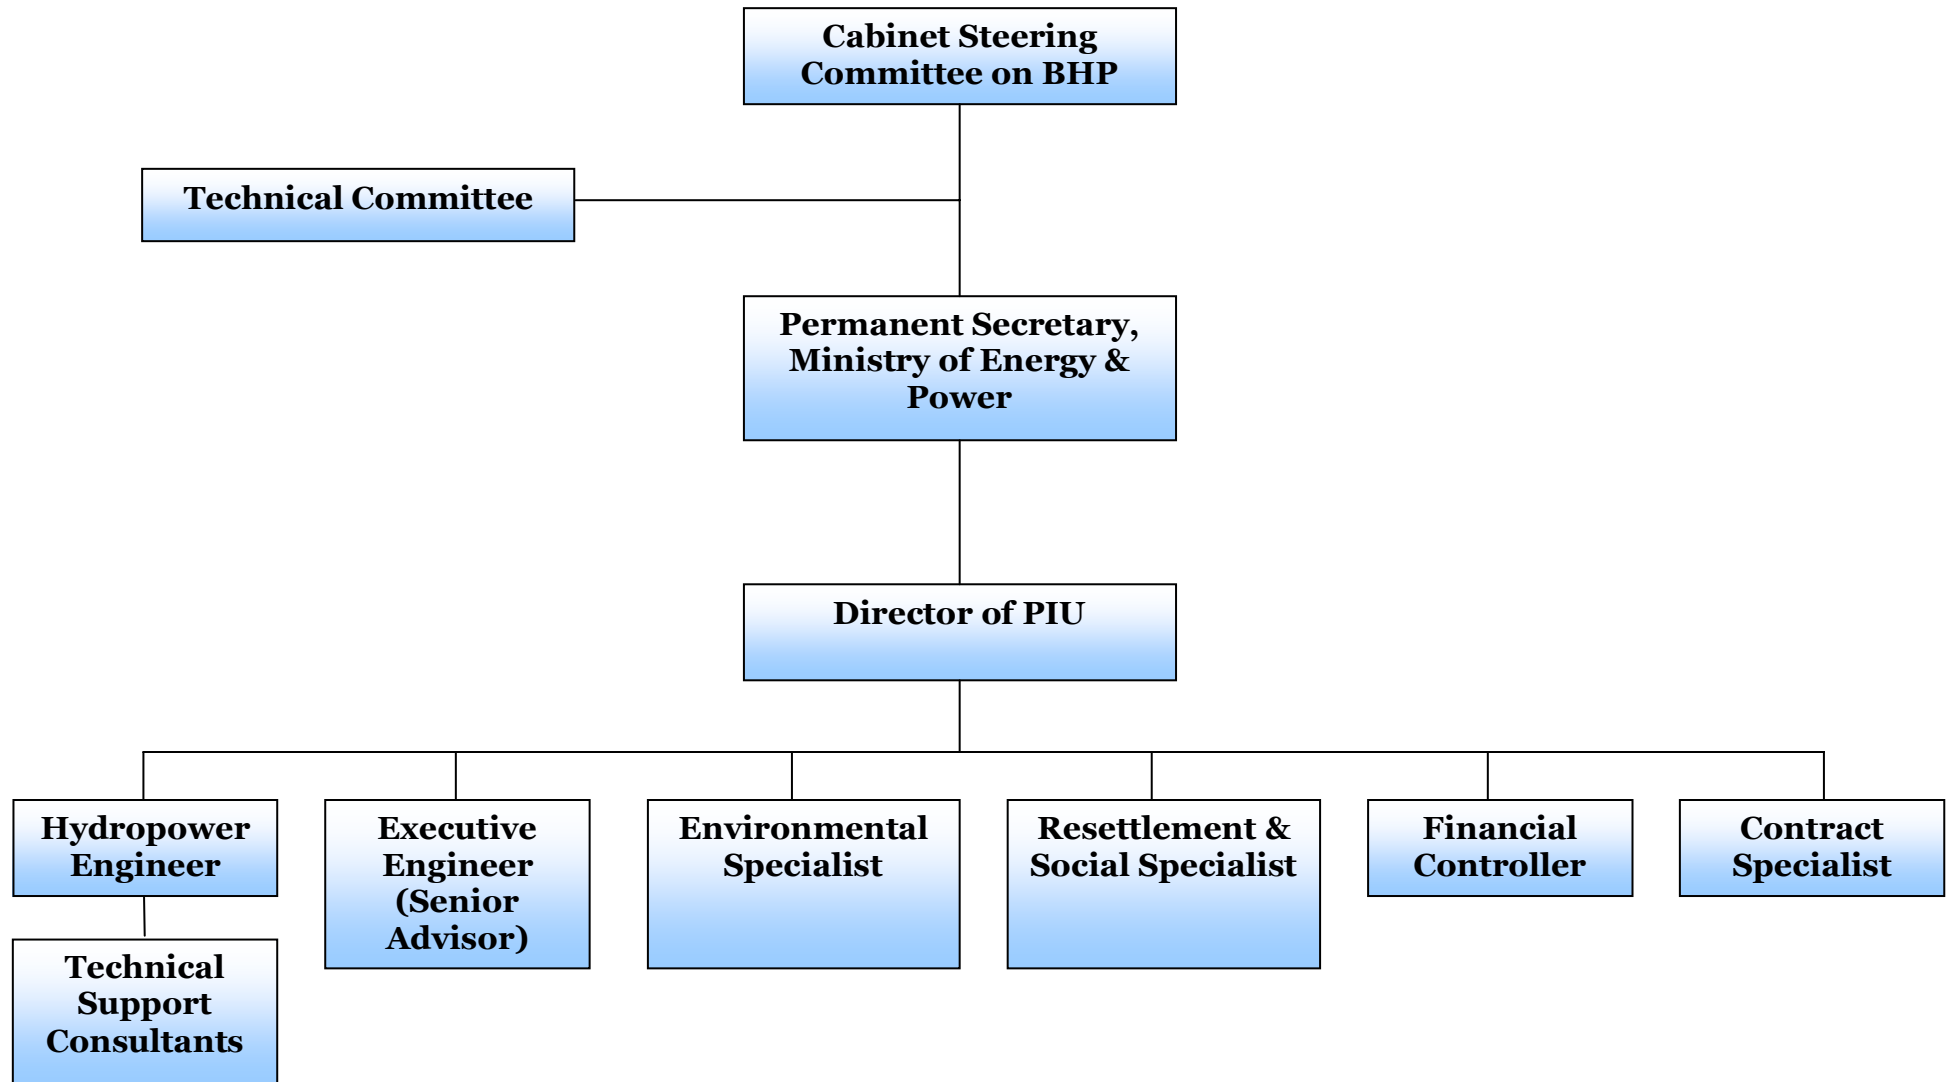 Cabinet Steering
Committee on BHP
Technical Committee
Permanent Secretary,
Ministry of Energy &
Power
Director of PIU
Hydropower
Engineer
Executive
Engineer
(Senior
Advisor)
Environmental
Specialist
Resettlement &
Social Specialist
Financial
Controller
Contract
Specialist
Technical
Support
Consultants